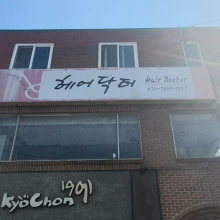 헤어닥터 Hair Doctor
KyoChon 1991